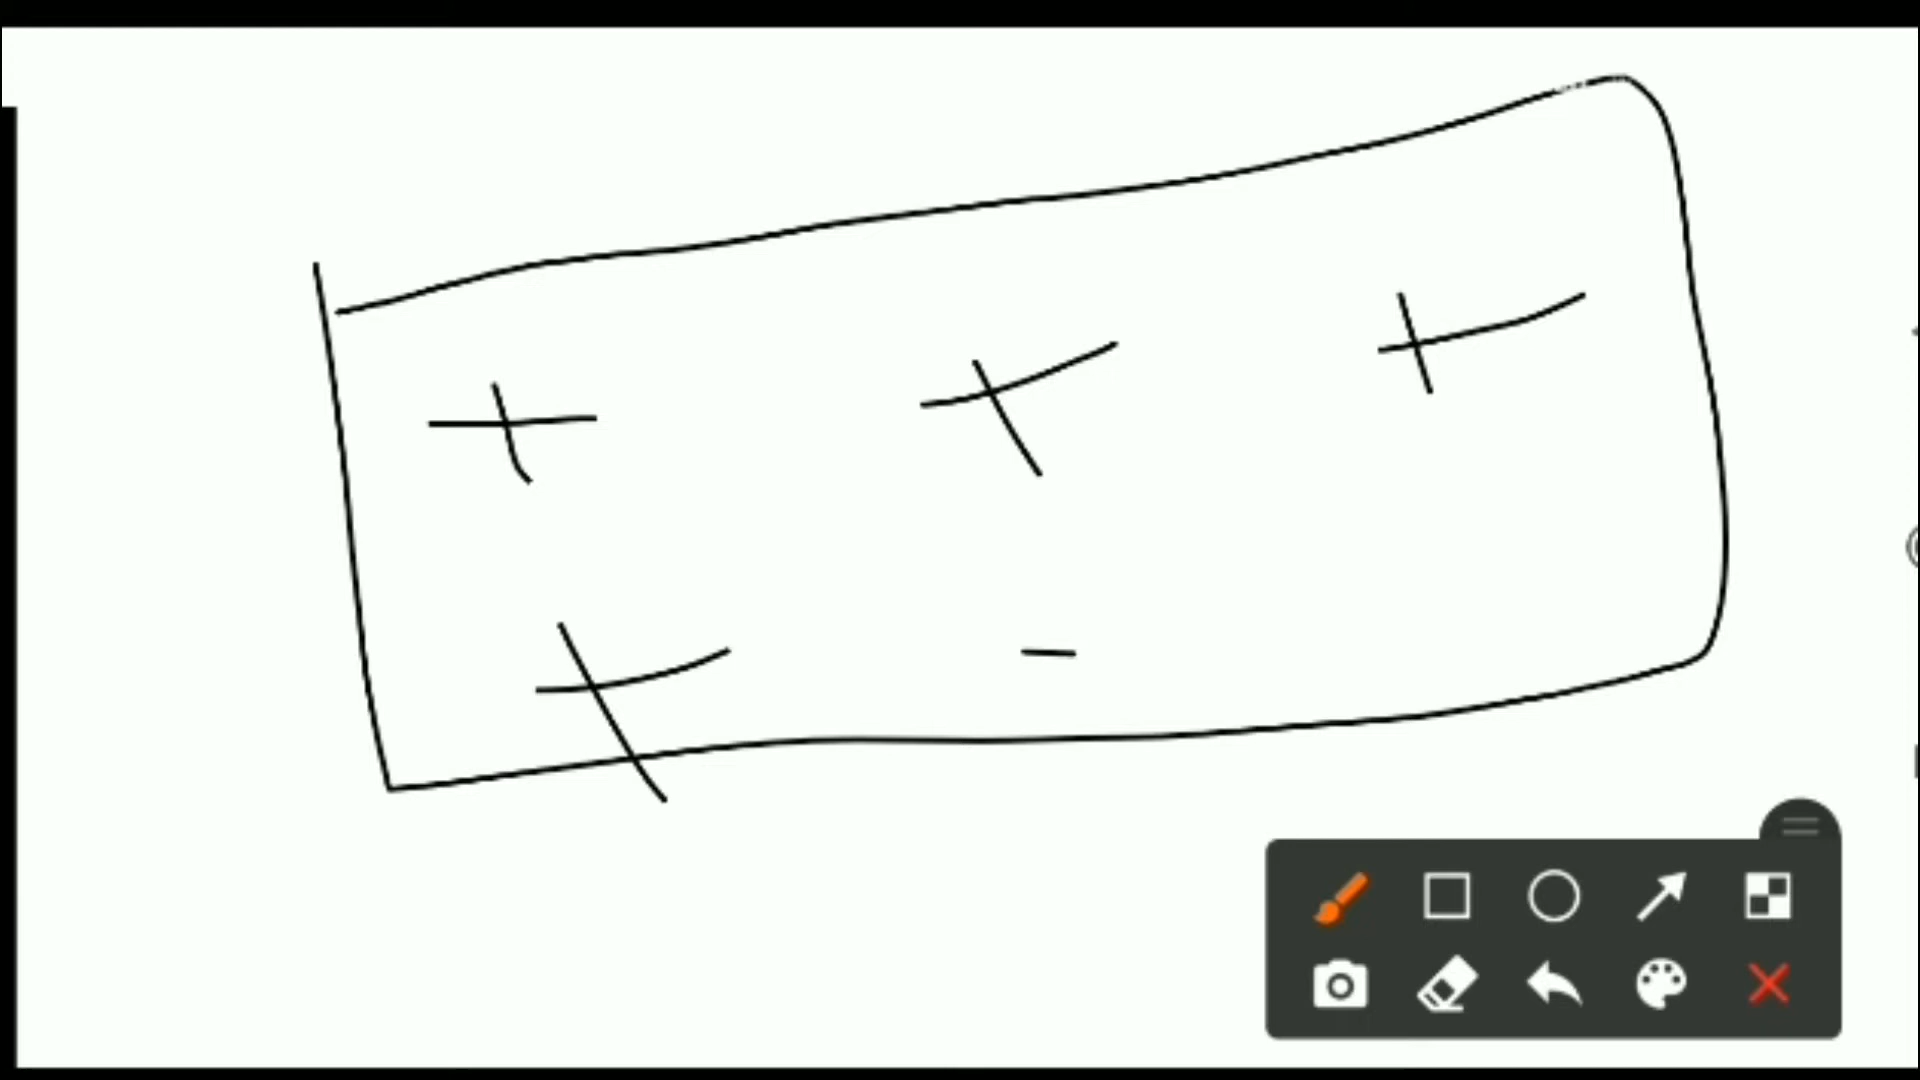 + + +
+ -